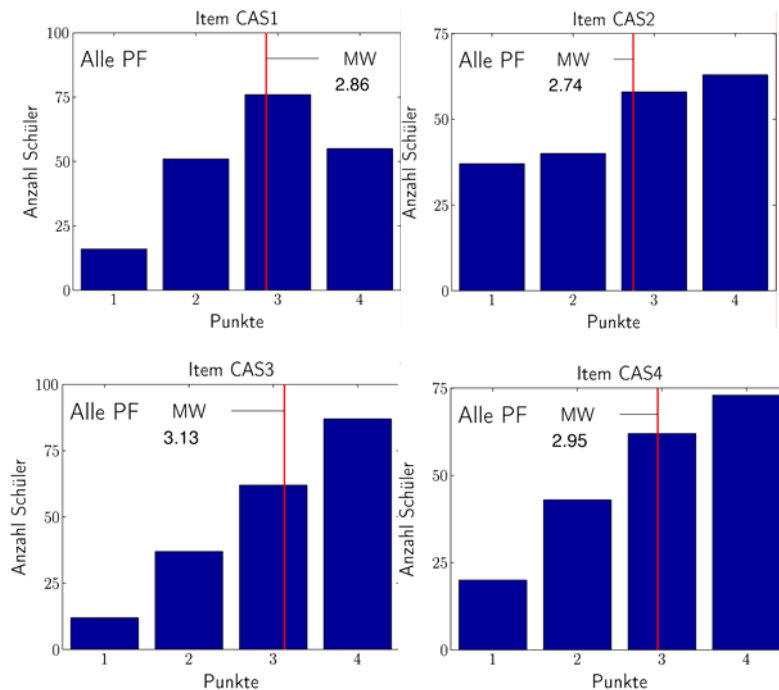 Item CAS1
100
75
50
25
0
Anzahl Schüler
Alle PF
MW
2.86
1 2 3 4
Punkte
Item CAS2
75
50
25
0
Anzahl Schüler
Alle PF
MW
2.74
1 2 3 4
Punkte
Item CAS3
100
75
50
25
0
Anzahl Schüler
Alle PF
MW
3.13
1 2 3 4
Punkte
Item CAS4
75
50
25
0
Anzahl Schüler
Alle PF
MW
2.95
1 2 3 4
Punkte